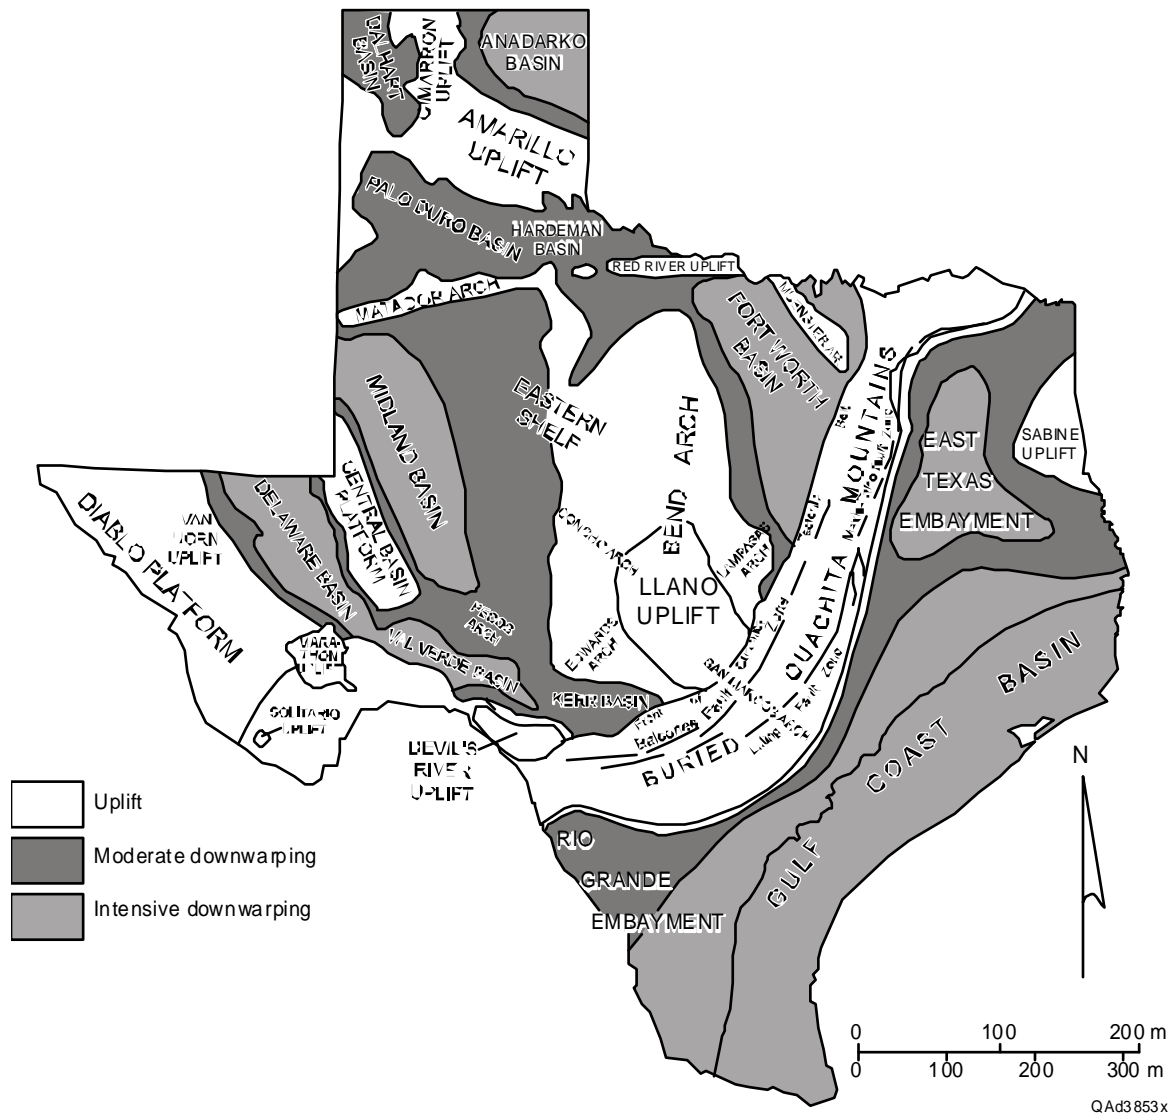 DALHART
BASIN
CIMARRON
UPLIFT
ANADARKO
BASIN
AMARILLO
UPLIFT
PALO DURO BASIN
HARDEMAN
BASIN
RED RIVER UPLIFT
MATADOR ARCH
FORT WORTH
BASIN
MIDLAND BASIN
EASTERN
SHELF
BEND ARCH
SABINE
UPLIFT
EAST
TEXAS
EMBAYMENT
CENTRAL BASIN
PLATFORM
DELAWARE BASIN
DIABLO PLATFORM
VAN
HORN
UPLIFT
CONCHO ARCH
LAMPASAS
ARCH
LLANO
UPLIFT
BURIED OUACHITA MOUNTAINS
PECOS
ARCH
EDWARDS
ARCH
VAL VERDE BASIN
KERR BASIN
SOLITARIO
UPLIFT
DEVIL'S
RIVER
UPLIFT
SAN MARCOS ARCH
Balcones Fault Zone
Luling Fault Zone
RIO
GRANDE
EMBAYMENT
GULF COAST BASIN
Uplift
Moderate downwarping
Intensive downwarping
N
0 100 200 m
0 100 200 300 m
QAd3853x